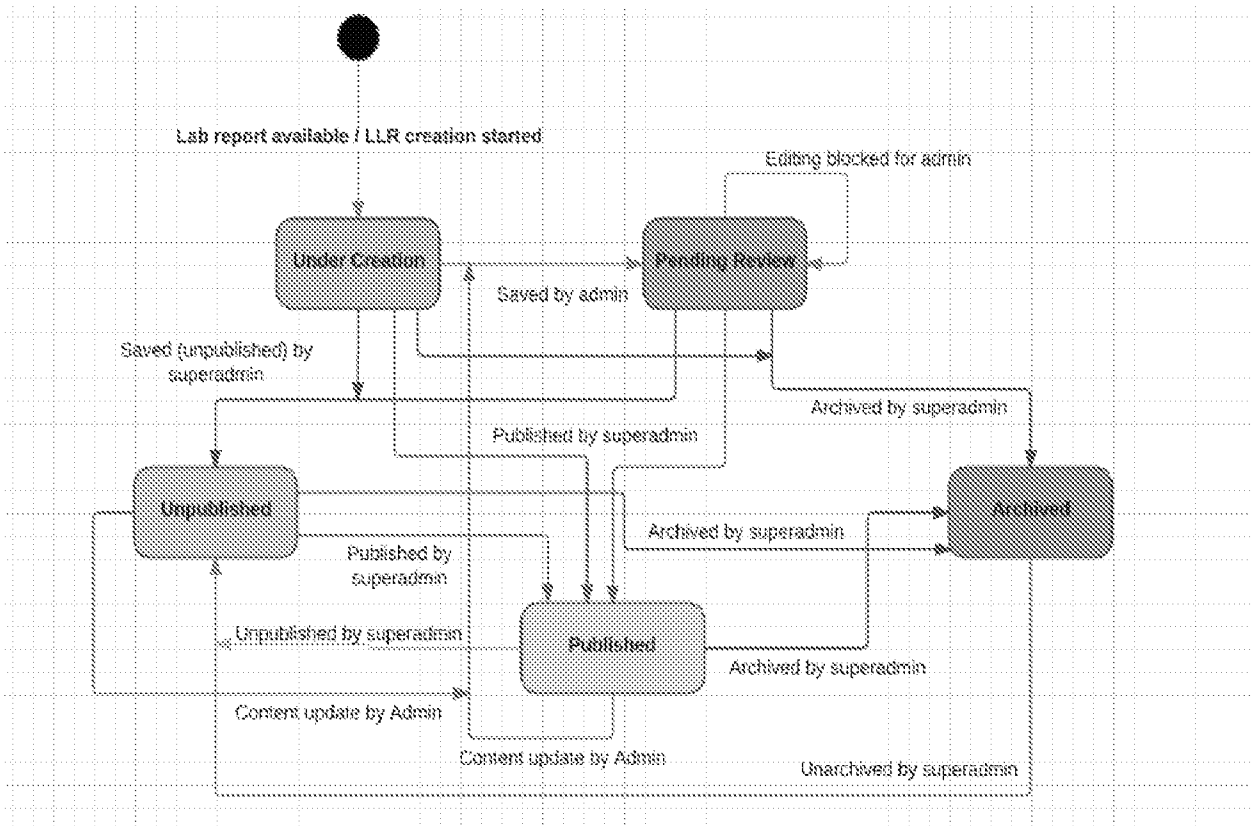 Lab report available / LLR creation started
Editing blocked for admin
Under Creation
Pending Review
Saved by admin
Saved (unpublished) by
superadmin
Archived by superadmin
Published by superadmin
Unpublished
Archived
Archived by superadmin
Published by
superadmin
Unpublished by superadmin
Published
Archived by superadmin
Content update by Admin
Content update by Admin
Unarchived by superadmin